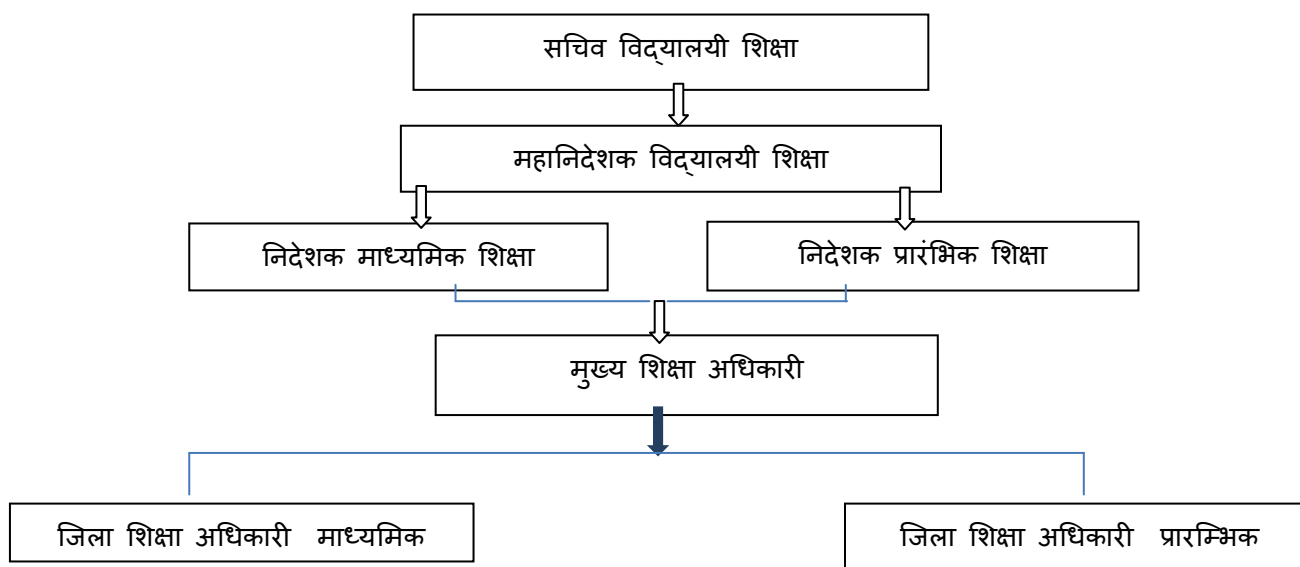 सचिव विद्यालयी शिक्षा
महानिदेशक विद्यालयी शिक्षा
निदेशक माध्यमिक शिक्षा
निदेशक प्रारंभिक शिक्षा
मुख्य शिक्षा अधिकारी
जिला शिक्षा अधिकारी माध्यमिक
जिला शिक्षा अधिकारी प्रारम्भिक